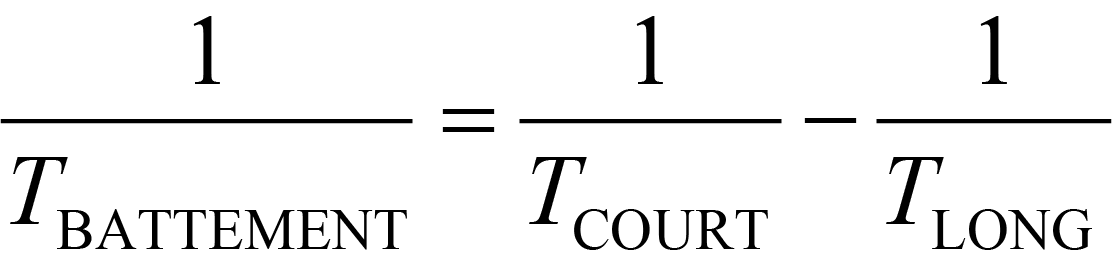 1/T_BATTEMENT = 1/T_COURT − 1/T_LONG